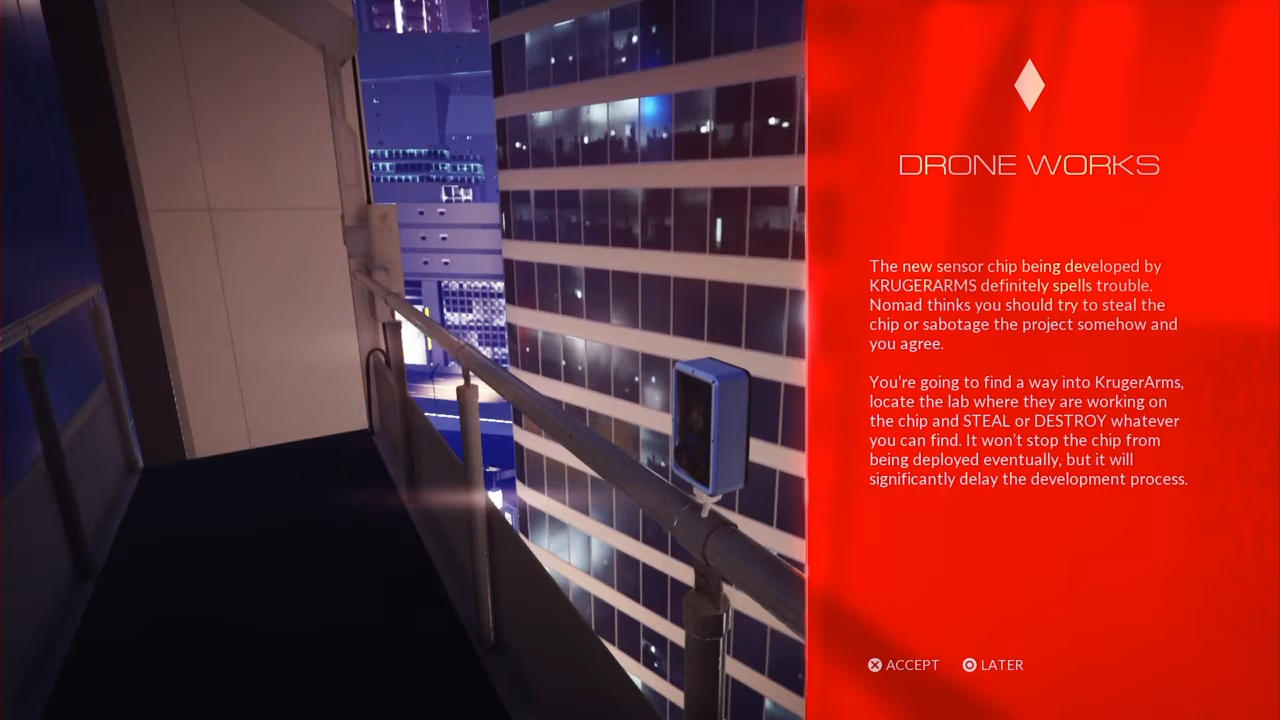 DRONE WORKS
The new sensor chip being developed by
KRUGERARMS definitely spells trouble.
Nomad thinks you should try to steal the
chip or sabotage the project somehow and
you agree.
You're going to find a way into KrugerArms,
locate the lab where they are working on
the chip and STEAL or DESTROY whatever
you can find. It won't stop the chip from
being deployed eventually, but it will
significantly delay the development process.
ACCEPT LATER